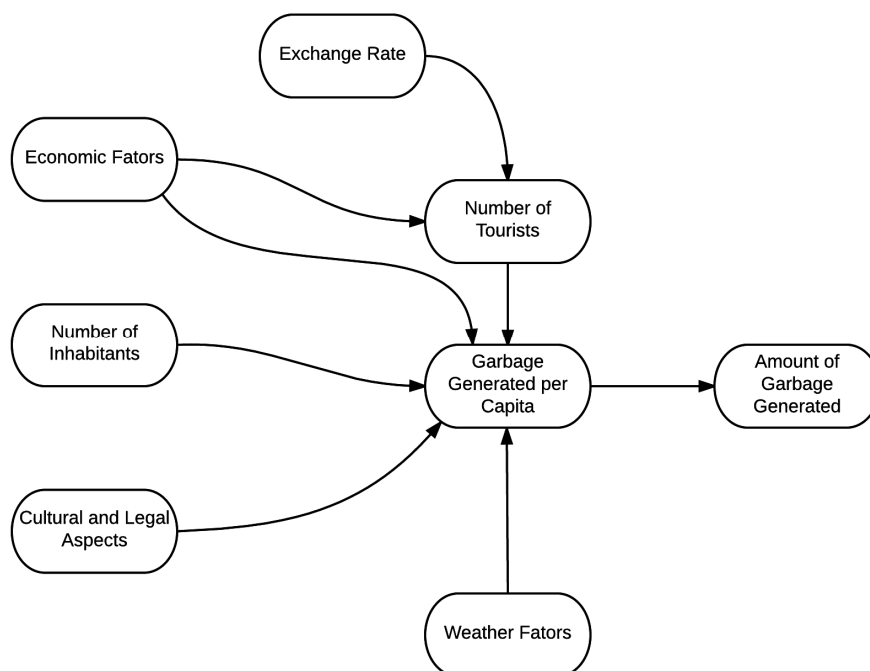 Exchange Rate
Economic Fators
Number of
Tourists
Number of
Inhabitants
Garbage
Generated per
Capita
Amount of
Garbage
Generated
Cultural and Legal
Aspects
Weather Fators